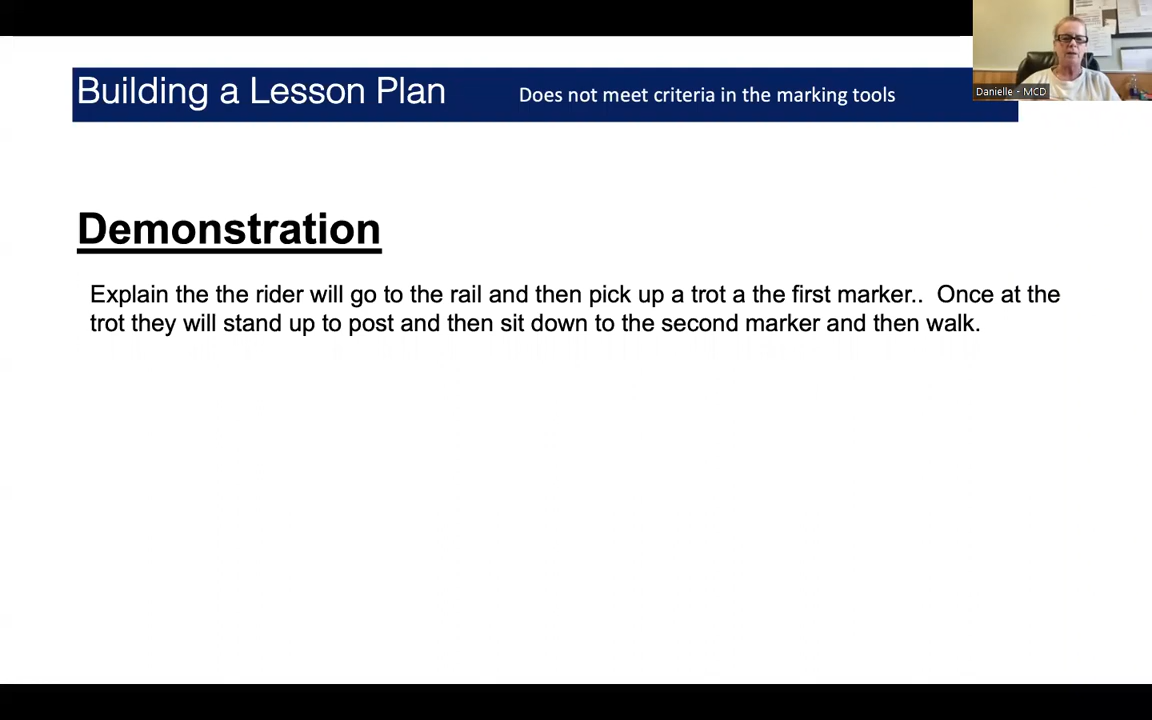 Building a Lesson Plan
Does not meet criteria in the marking tools
Danielle - MCD
Demonstration
Explain the the rider will go to the rail and then pick up a trot a the first marker.. Once at the
trot they will stand up to post and then sit down to the second marker and then walk.